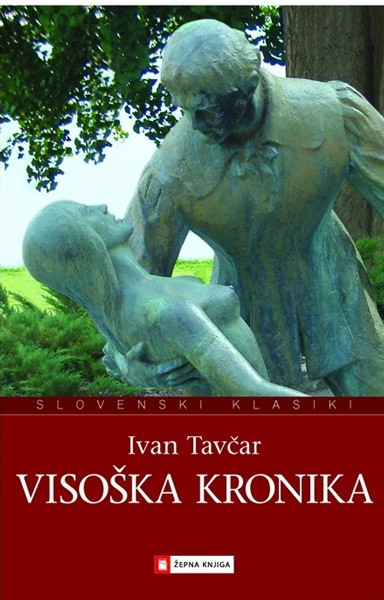 SLOVENSKI KLASIKI
Ivan Tavčar
VISOŠKA KRONIKA
ŽEPNA KNJIGA